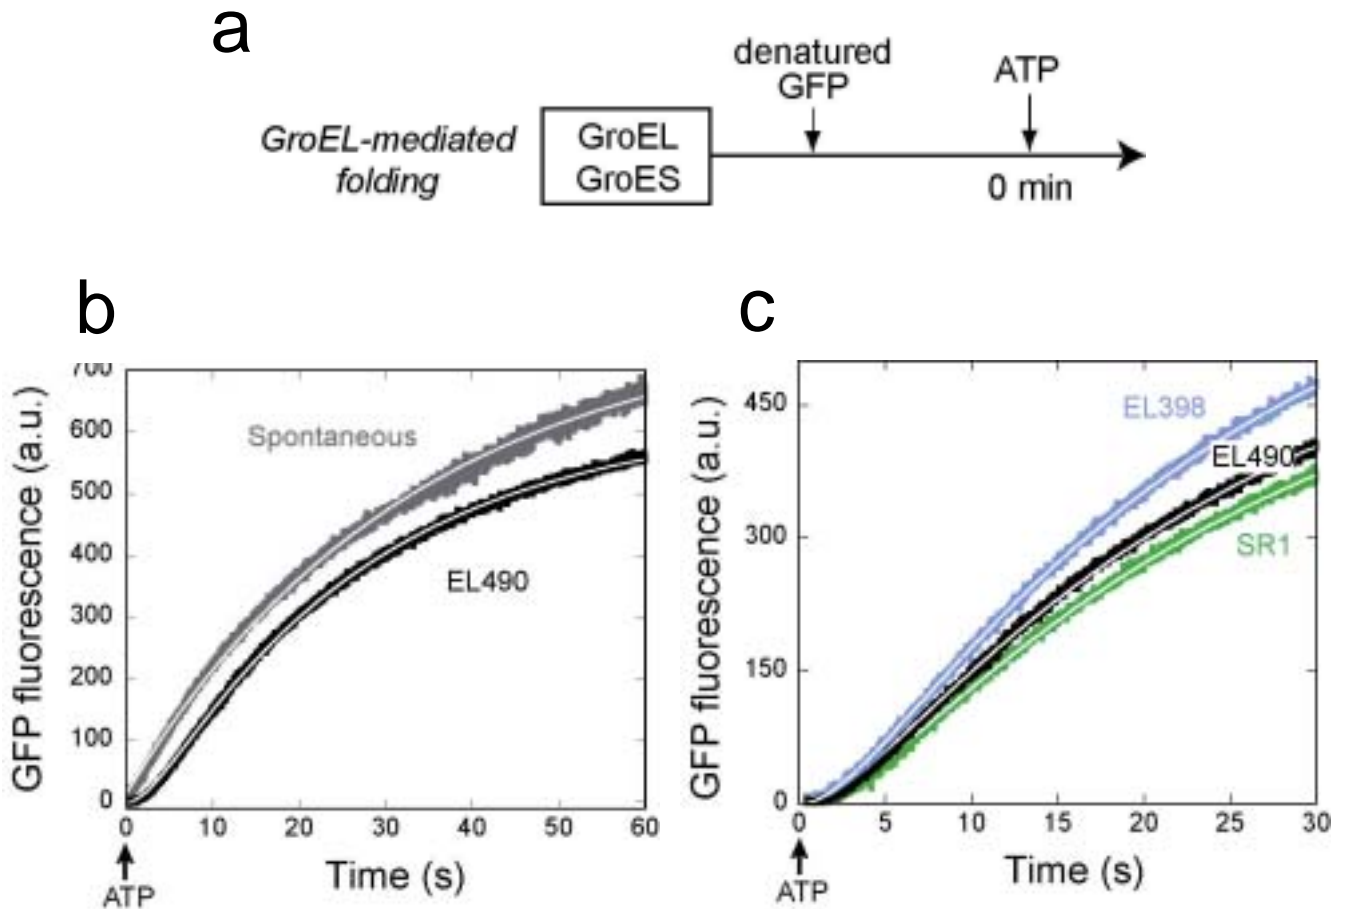 a
denatured
GFP
ATP
GroEL-mediated
folding
GroEL
GroES
0 min
b
GFP fluorescence (a.u.)
700
600
500
400
300
200
100
0
Spontaneous
EL490
0 10 20 30 40 50 60
Time (s)
ATP
c
GFP fluorescence (a.u.)
450
300
150
0
EL398
EL490
SR1
0 5 10 15 20 25 30
Time (s)
ATP